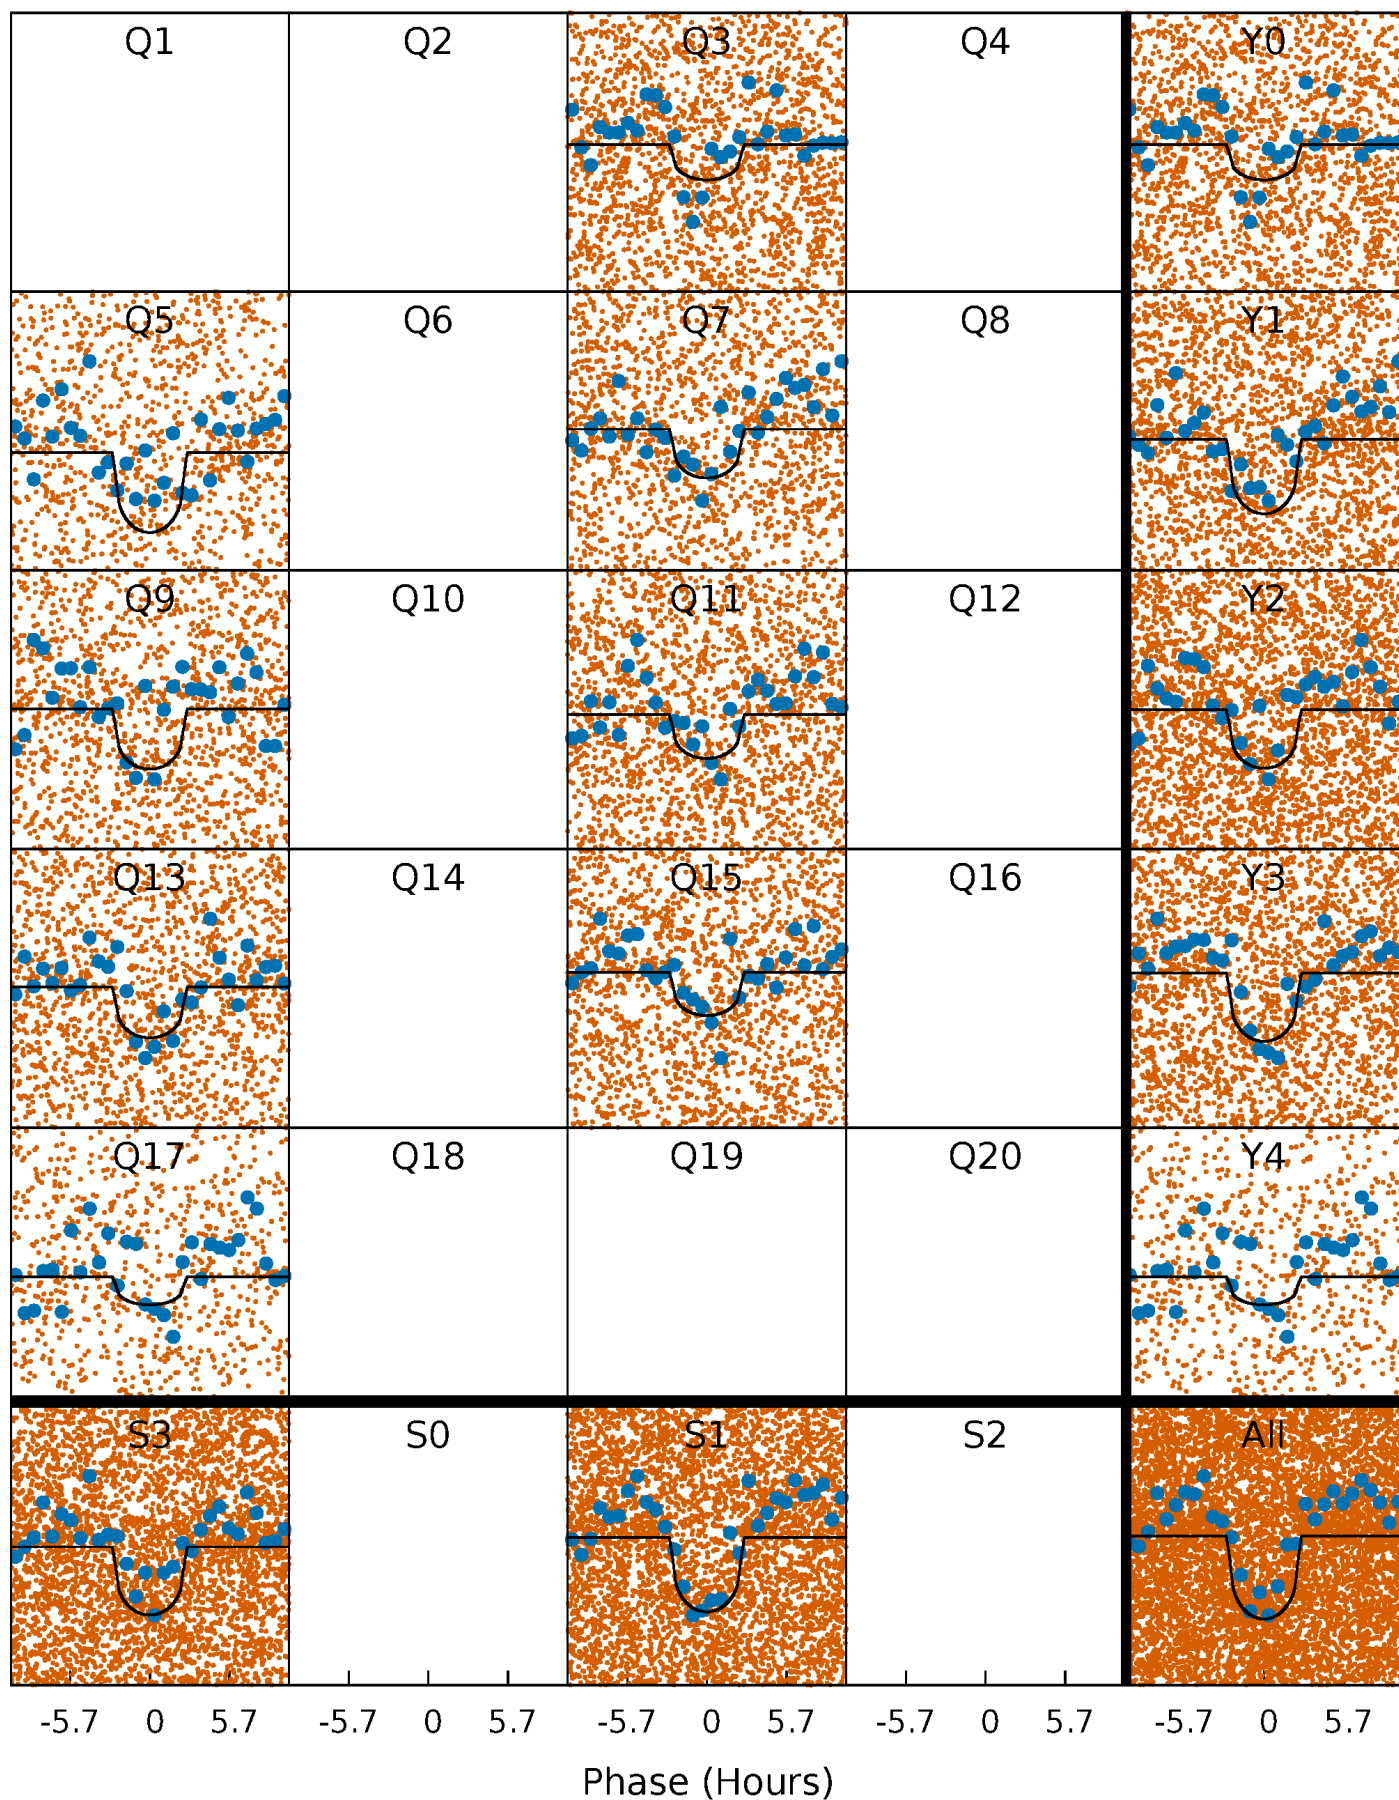 Q1 Q2 Q3 Q4 Y0
Q5 Q6 Q7 Q8 Y1
Q9 Q10 Q11 Q12 Y2
Q13 Q14 Q15 Q16 Y3
Q17 Q18 Q19 Q20 Y4
S3 S0 S1 S2 All
-5.7 0 5.7 -5.7 0 5.7 -5.7 0 5.7 -5.7 0 5.7 -5.7 0 5.7
Phase (Hours)